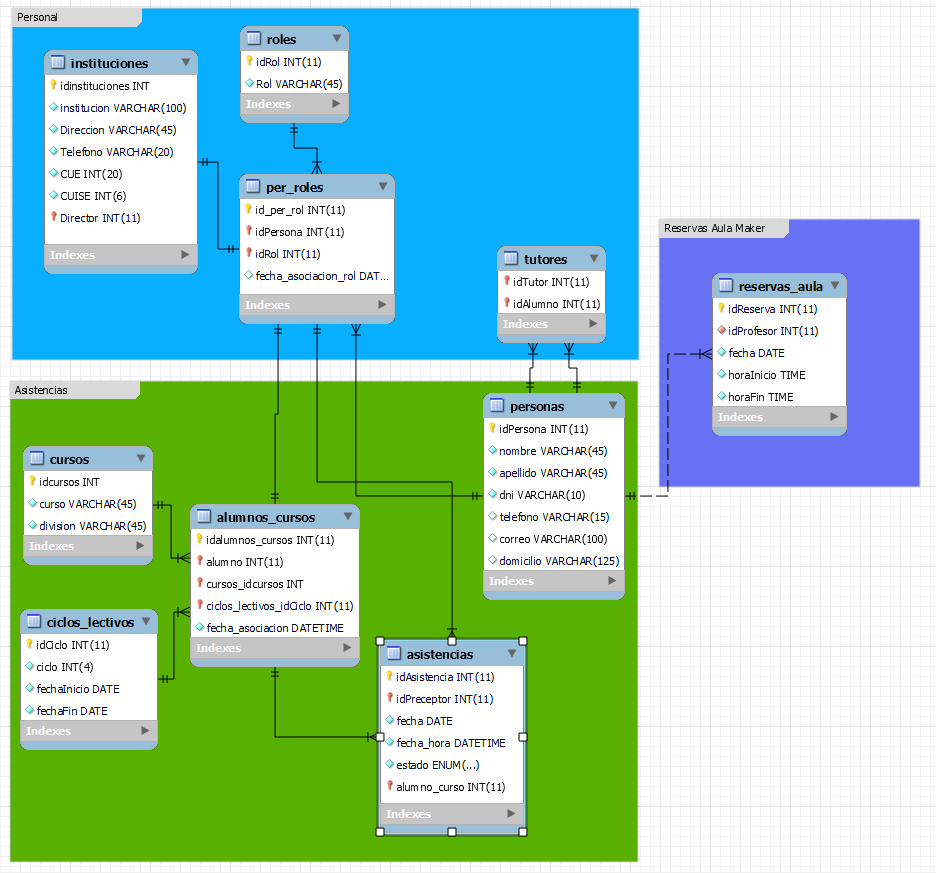 Personal
instituciones
idinstituciones INT
institucion VARCHAR(100)
Direccion VARCHAR(45)
Telefono VARCHAR(20)
CUE INT(20)
CUISE INT(6)
Director INT(11)
Indexes
roles
idRol INT(11)
Rol VARCHAR(45)
Indexes
per_roles
id_per_rol INT(11)
idPersona INT(11)
idRol INT(11)
fecha_asociacion_rol DAT...
Indexes
tutores
idTutor INT(11)
idAlumno INT(11)
Indexes
Reservas Aula Maker
reservas_aula
idReserva INT(11)
idProfesor INT(11)
fecha DATE
horaInicio TIME
horaFin TIME
Indexes
Asistencias
personas
idPersona INT(11)
nombre VARCHAR(45)
apellido VARCHAR(45)
dni VARCHAR(10)
telefono VARCHAR(15)
correo VARCHAR(100)
domicilio VARCHAR(125)
Indexes
cursos
idcursos INT
curso VARCHAR(45)
division VARCHAR(45)
Indexes
alumnos_cursos
idalumnos_cursos INT(11)
alumno INT(11)
cursos_idcursos INT
ciclos_lectivos_idCiclo INT(11)
fecha_asociacion DATETIME
Indexes
ciclos_lectivos
idCiclo INT(11)
ciclo INT(4)
fechaInicio DATE
fechaFin DATE
Indexes
asistencias
idAsistencia INT(11)
idPreceptor INT(11)
fecha DATE
fecha_hora DATETIME
estado ENUM(...)
alumno_curso INT(11)
Indexes